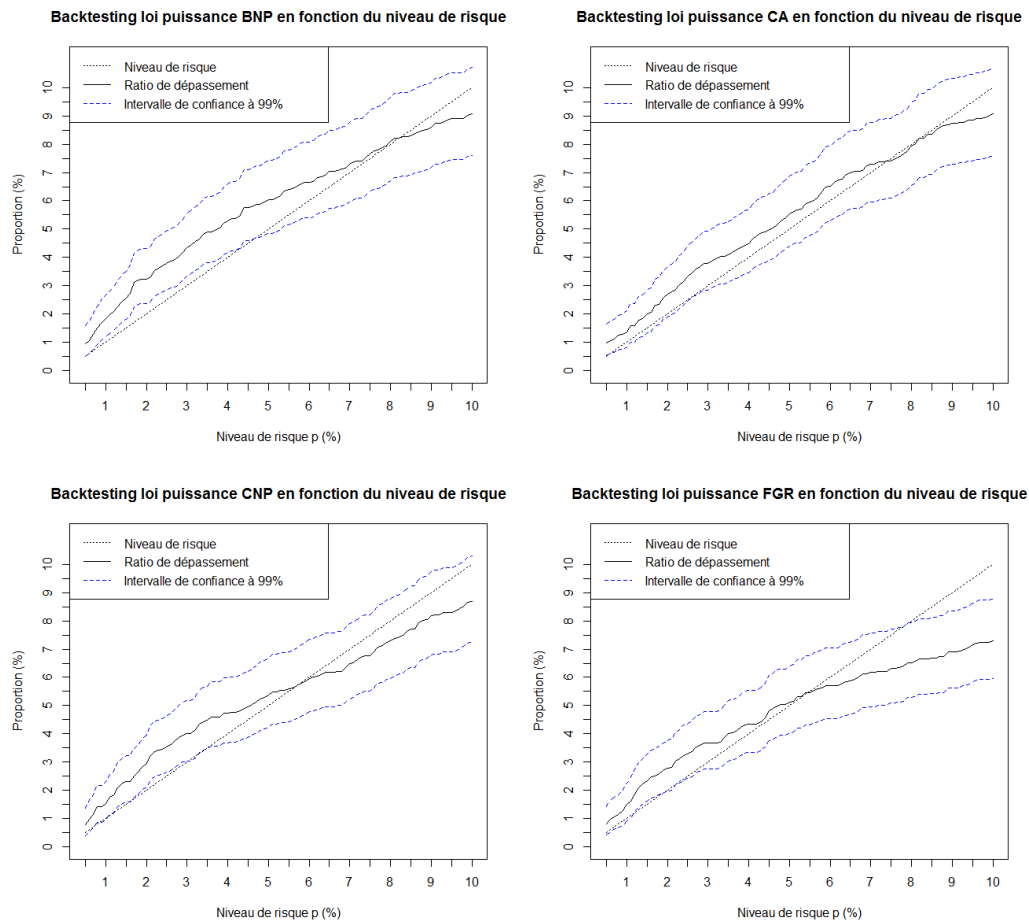 Backtesting loi puissance BNP en fonction du niveau de risque
Niveau de risque
Ratio de dépassement
Intervalle de confiance à 99%
Proportion (%)
0 1 2 3 4 5 6 7 8 9 10
1 2 3 4 5 6 7 8 9 10
Niveau de risque p (%)
Backtesting loi puissance CA en fonction du niveau de risque
Niveau de risque
Ratio de dépassement
Intervalle de confiance à 99%
Proportion (%)
0 1 2 3 4 5 6 7 8 9 10
1 2 3 4 5 6 7 8 9 10
Niveau de risque p (%)
Backtesting loi puissance CNP en fonction du niveau de risque
Niveau de risque
Ratio de dépassement
Intervalle de confiance à 99%
Proportion (%)
0 1 2 3 4 5 6 7 8 9 10
1 2 3 4 5 6 7 8 9 10
Niveau de risque p (%)
Backtesting loi puissance FGR en fonction du niveau de risque
Niveau de risque
Ratio de dépassement
Intervalle de confiance à 99%
Proportion (%)
0 1 2 3 4 5 6 7 8 9 10
1 2 3 4 5 6 7 8 9 10
Niveau de risque p (%)